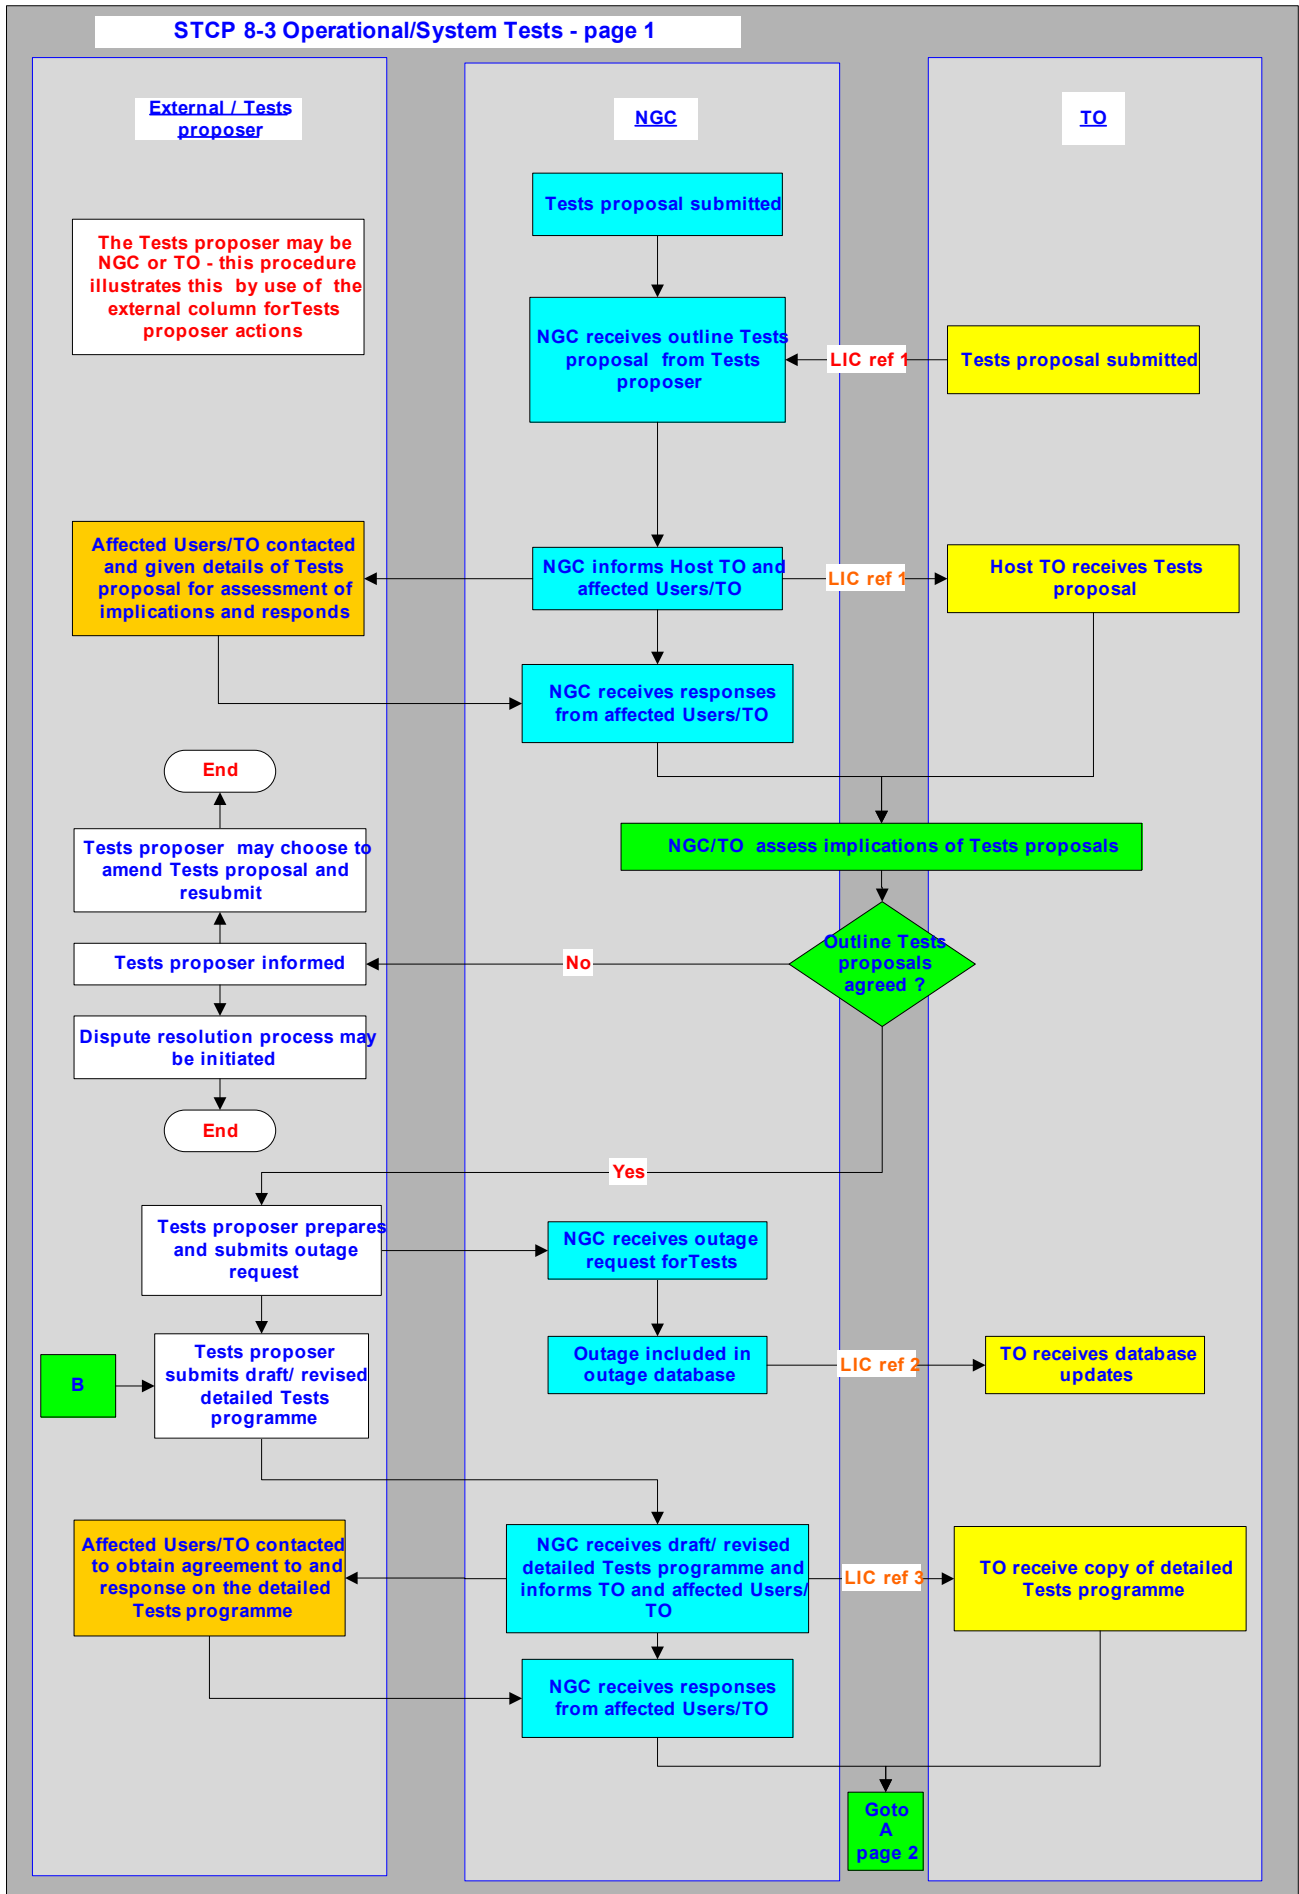 STCP 8-3 Operational/System Tests - page 1
External / Tests
proposer
NGC
TO
Tests proposal submitted
The Tests proposer may be
NGC or TO - this procedure
illustrates this by use of the
external column forTests
proposer actions
NGC receives outline Tests
proposal from Tests
proposer
LIC ref 1
Tests proposal submitted
Affected Users/TO contacted
and given details of Tests
proposal for assessment of
implications and responds
NGC informs Host TO and
affected Users/TO
LIC ref 1
Host TO receives Tests
proposal
NGC receives responses
from affected Users/TO
End
Tests proposer may choose to
amend Tests proposal and
resubmit
NGC/TO assess implications of Tests proposals
Outline Tests
proposals
agreed ?
No
Tests proposer informed
Dispute resolution process may
be initiated
End
Yes
Tests proposer prepares
and submits outage
request
NGC receives outage
request forTests
Tests proposer
submits draft/ revised
detailed Tests
programme
B
Outage included in
outage database
LIC ref 2
TO receives database
updates
Affected Users/TO contacted
to obtain agreement to and
response on the detailed
Tests programme
NGC receives draft/ revised
detailed Tests programme and
informs TO and affected Users/
TO
LIC ref 3
TO receive copy of detailed
Tests programme
NGC receives responses
from affected Users/TO
Goto
A
page 2